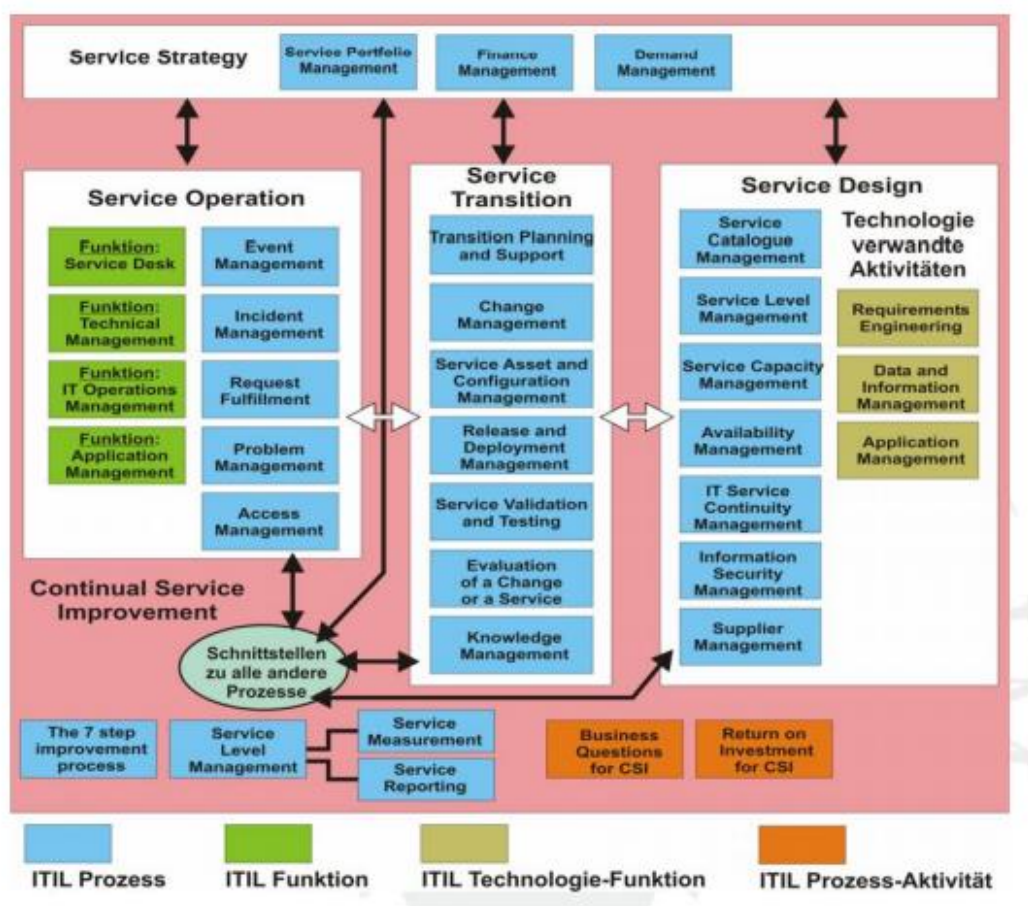 Service Strategy
Service Portfolio
Management
Finance
Management
Demand
Management
Service Operation
Funktion:
Service Desk
Funktion:
Technical
Management
Funktion:
IT Operations
Management
Funktion:
Application
Management
Event
Management
Incident
Management
Request
Fulfillment
Problem
Management
Access
Management
Service
Transition
Transition Planning
and Support
Change
Management
Service Asset and
Configuration
Management
Release and
Deployment
Management
Service Validation
and Testing
Evaluation
of a Change
or a Service
Knowledge
Management
Service Design
Service
Catalogue
Management
Service Level
Management
Service Capacity
Management
Availability
Management
IT Service
Continuity
Management
Information
Security
Management
Supplier
Management
Technologie
verwandte
Aktivitäten
Requirements
Engineering
Data and
Information
Management
Application
Management
Continual Service
Improvement
Schnittstellen
zu alle andere
Prozesse
The 7 step
improvement
process
Service
Level
Management
Service
Measurement
Service
Reporting
Business
Questions
for CSI
Return on
Investment
for CSI
ITIL Prozess
ITIL Funktion
ITIL Technologie-Funktion
ITIL Prozess-Aktivität